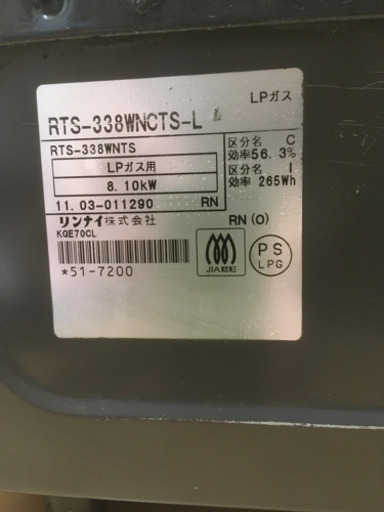 LPガス
RTS-338WNCTS-L
RTS-338WNTS
LPガス用
8.10kW
11.03-011290 RN
リンナイ株式会社
KQE70CL
*51-7200
区分名 C
効率56.3%
区分名 I
効率 265Wh
RN(O)
JIA認証
PS
LPG